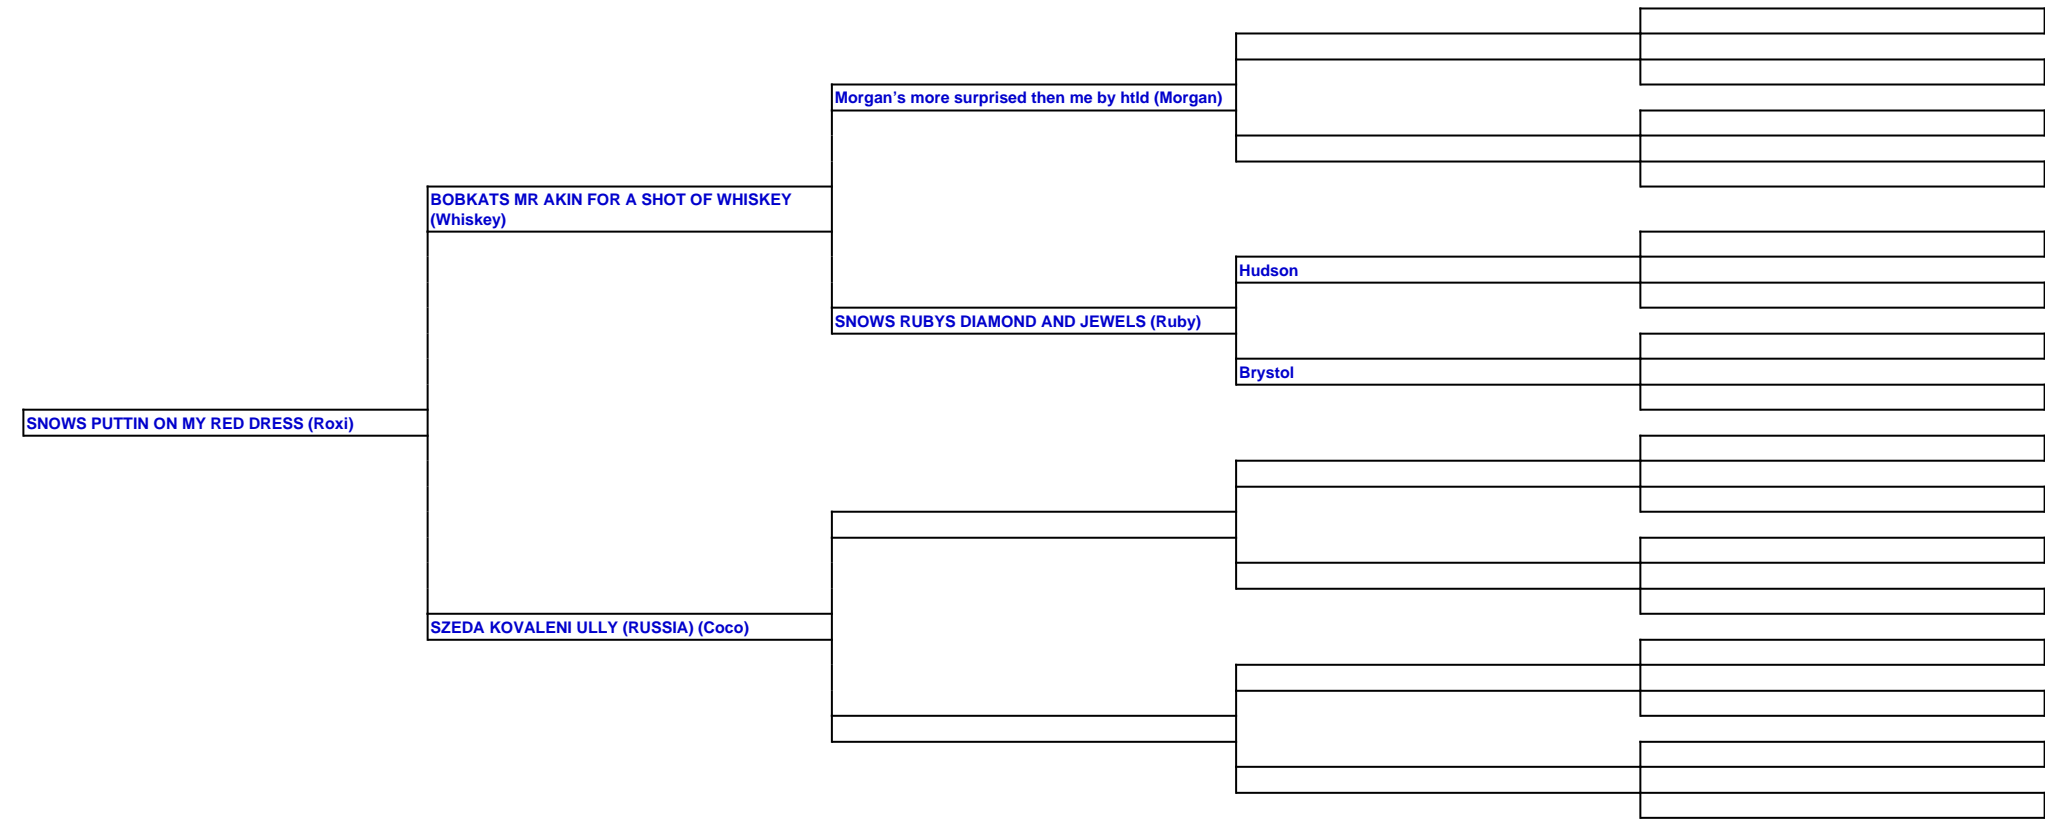 Morgan’s more surprised then me by htld (Morgan)
BOBKATS MR AKIN FOR A SHOT OF WHISKEY
(Whiskey)
Hudson
SNOWS RUBYS DIAMOND AND JEWELS (Ruby)
Brystol
SNOWS PUTTIN ON MY RED DRESS (Roxi)
SZEDA KOVALENI ULLY (RUSSIA) (Coco)